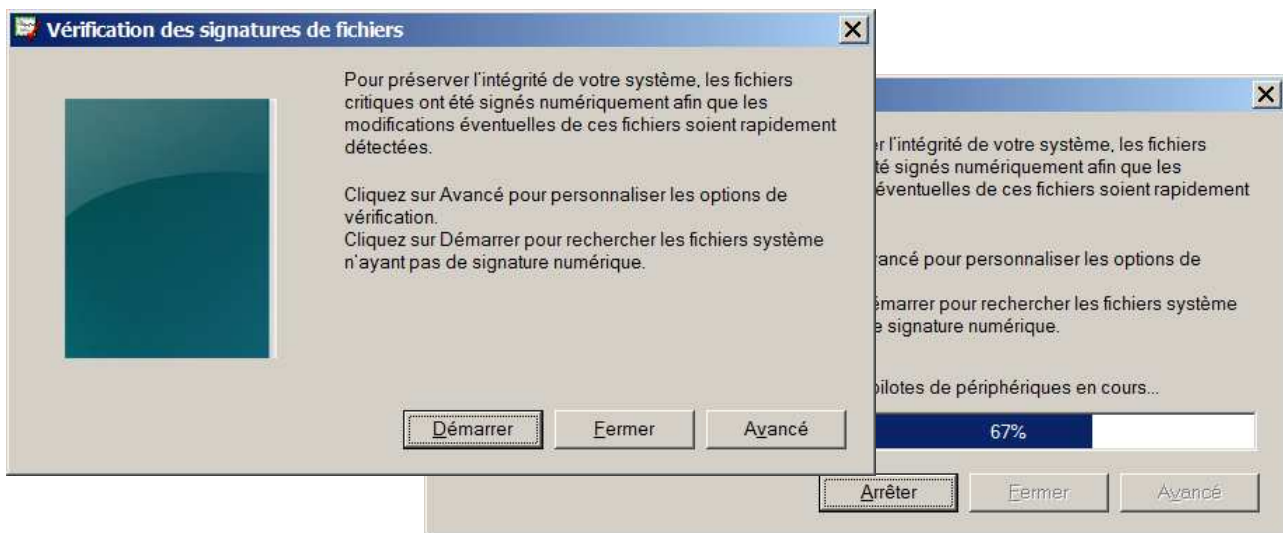 Vérification des signatures de fichiers
Pour préserver l'intégrité de votre système, les fichiers
critiques ont été signés numériquement afin que les
modifications éventuelles de ces fichiers soient rapidement
détectées.
Cliquez sur Avancé pour personnaliser les options de
vérification.
Cliquez sur Démarrer pour rechercher les fichiers système
n'ayant pas de signature numérique.
Démarrer
Fermer
Avancé
l'intégrité de votre système, les fichiers
signés numériquement afin que les
éventuelles de ces fichiers soient rapidement
pour personnaliser les options de
pour rechercher les fichiers système
signature numérique.
de périphériques en cours...
67%
Arrêter
Fermer
Avancé